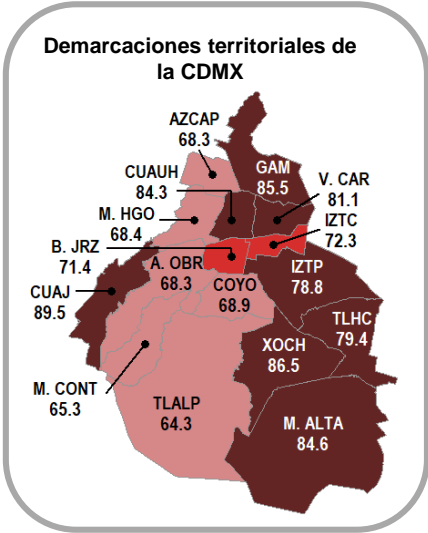 Demarcaciones territoriales de
la CDMX
AZCAP
68.3
GAM
85.5
CUAUH
84.3
V. CAR
81.1
M. HGO
68.4
IZTC
72.3
B. JRZ
71.4
A. OBR
68.3
COYO
68.9
IZTP
78.8
CUAJ
89.5
TLHC
79.4
XOCH
86.5
M. CONT
65.3
TLALP
64.3
M. ALTA
84.6